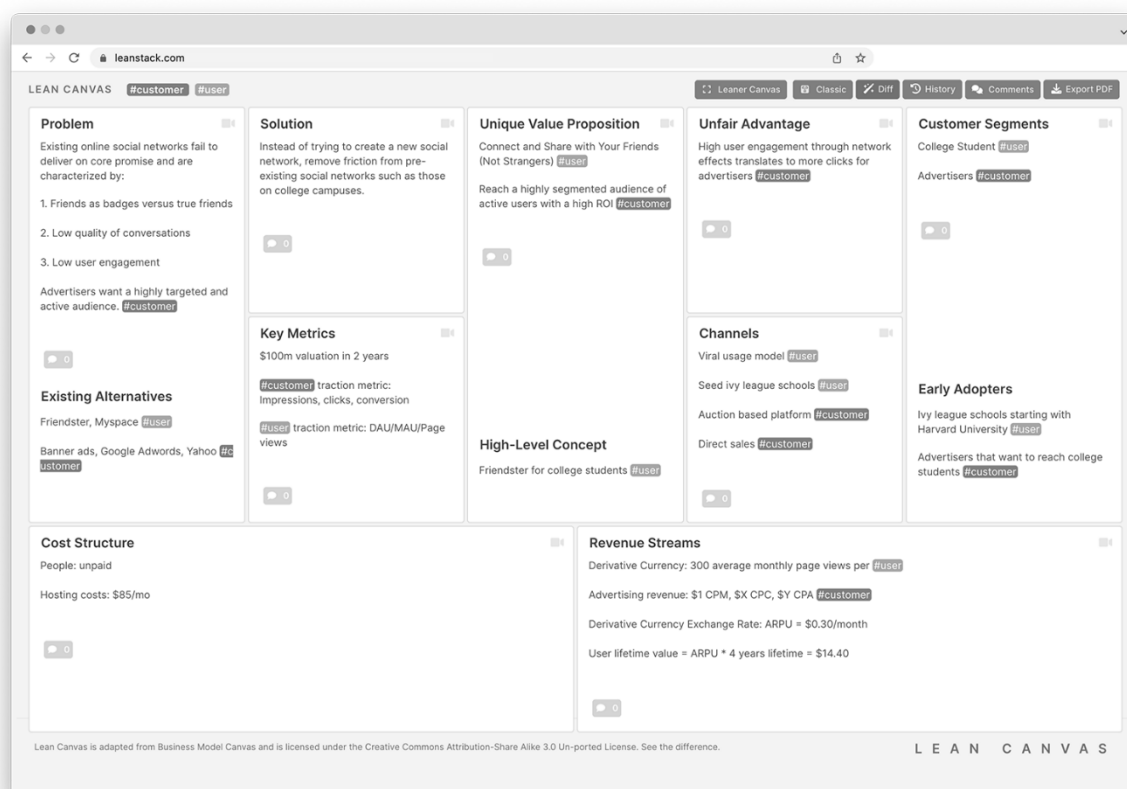 leanstack.com
LEAN CANVAS #customer #user
Leaner Canvas Classic Diff History Comments Export PDF
Problem
Existing online social networks fail to
deliver on core promise and are
characterized by:
1. Friends as badges versus true friends
2. Low quality of conversations
3. Low user engagement
Advertisers want a highly targeted and
active audience. #customer
0
Existing Alternatives
Friendster, Myspace #user
Banner ads, Google Adwords, Yahoo #c
ustomer
Solution
Instead of trying to create a new social
network, remove friction from pre-
existing social networks such as those
on college campuses.
0
Key Metrics
$100m valuation in 2 years
#customer traction metric:
Impressions, clicks, conversion
#user traction metric: DAU/MAU/Page
views
0
Unique Value Proposition
Connect and Share with Your Friends
(Not Strangers) #user
Reach a highly segmented audience of
active users with a high ROI #customer
0
High-Level Concept
Friendster for college students #user
Unfair Advantage
High user engagement through network
effects translates to more clicks for
advertisers #customer
0
Channels
Viral usage model #user
Seed ivy league schools #user
Auction based platform #customer
Direct sales #customer
0
Customer Segments
College Student #user
Advertisers #customer
0
Early Adopters
Ivy league schools starting with
Harvard University #user
Advertisers that want to reach college
students #customer
Cost Structure
People: unpaid
Hosting costs: $85/mo
0
Revenue Streams
Derivative Currency: 300 average monthly page views per #user
Advertising revenue: $1 CPM, $X CPC, $Y CPA #customer
Derivative Currency Exchange Rate: ARPU = $0.30/month
User lifetime value = ARPU * 4 years lifetime = $14.40
0
Lean Canvas is adapted from Business Model Canvas and is licensed under the Creative Commons Attribution-Share Alike 3.0 Un-ported License. See the difference.
LEAN CANVAS